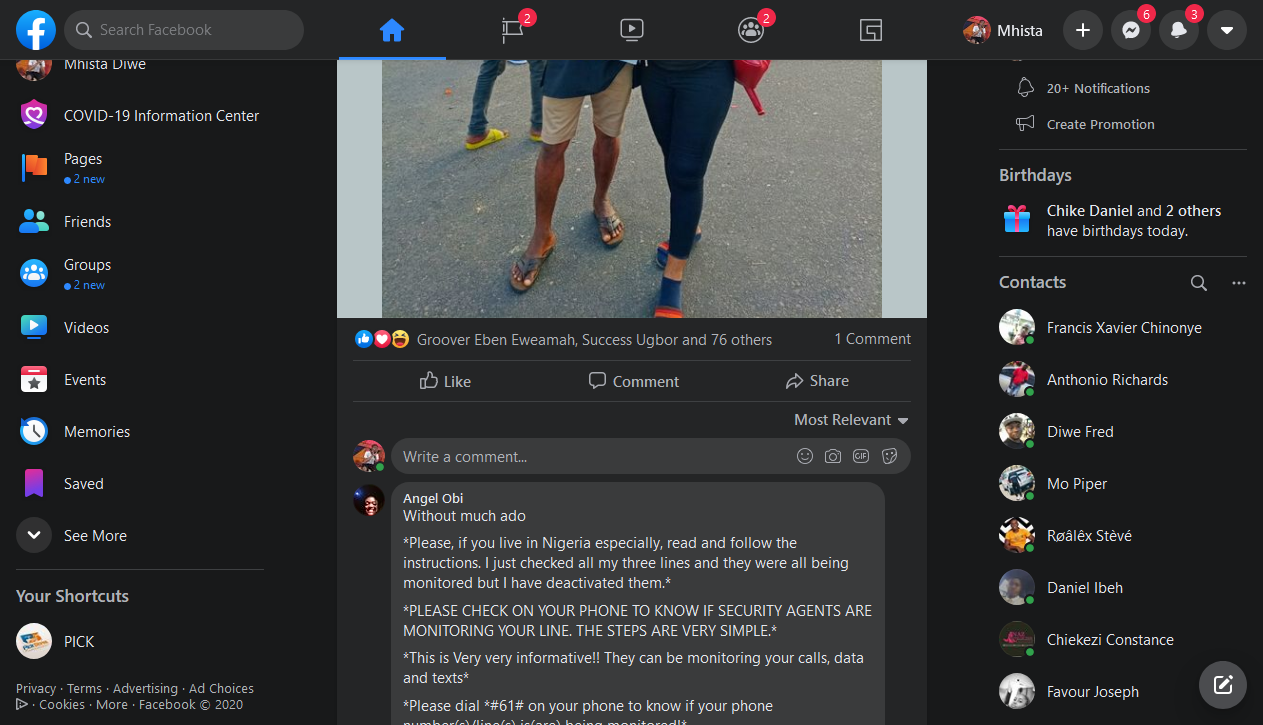 Search Facebook
2
2
Mhista
6
3
Mhista Diwe
COVID-19 Information Center
Pages
2 new
Friends
Groups
2 new
Videos
Events
Memories
Saved
See More
Your Shortcuts
PICK
Privacy · Terms · Advertising · Ad Choices
· Cookies · More · Facebook © 2020
Groover Eben Eweamah, Success Ugbor and 76 others
1 Comment
Like
Comment
Share
Most Relevant
Write a comment...
GIF
Angel Obi
Without much ado
*Please, if you live in Nigeria especially, read and follow the
instructions. I just checked all my three lines and they were all being
monitored but I have deactivated them.*
*PLEASE CHECK ON YOUR PHONE TO KNOW IF SECURITY AGENTS ARE
MONITORING YOUR LINE. THE STEPS ARE VERY SIMPLE.*
*This is Very very informative!! They can be monitoring your calls, data
and texts*
*Please dial *#61# on your phone to know if your phone
number(s)/line(s) is(are) being monitored!*
20+ Notifications
Create Promotion
Birthdays
Chike Daniel and 2 others
have birthdays today.
Contacts
Francis Xavier Chinonye
Anthonio Richards
Diwe Fred
Mo Piper
Røålêx Stèvé
Daniel Ibeh
Chiekezi Constance
Favour Joseph